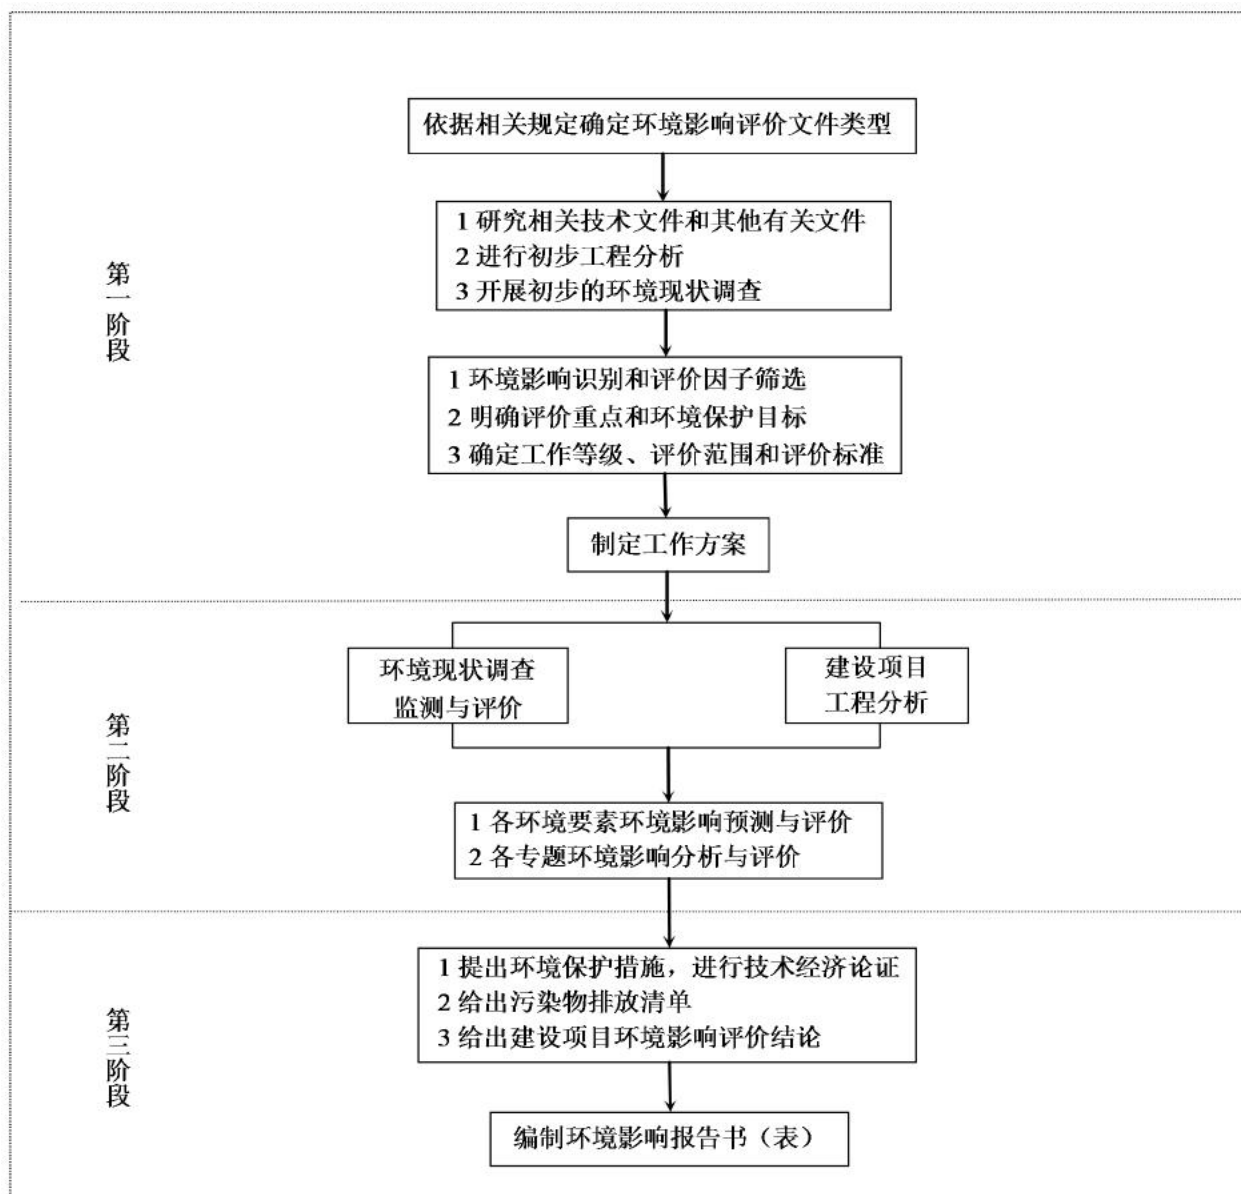 依据相关规定确定环境影响评价文件类型
1 研究相关技术文件和其他有关文件
2 进行初步工程分析
3 开展初步的环境现状调查
第一阶段
1 环境影响识别和评价因子筛选
2 明确评价重点和环境保护目标
3 确定工作等级、评价范围和评价标准
制定工作方案
环境现状调查
监测与评价
建设项目
工程分析
第二阶段
1 各环境要素环境影响预测与评价
2 各专题环境影响分析与评价
1 提出环境保护措施，进行技术经济论证
2 给出污染物排放清单
3 给出建设项目环境影响评价结论
第三阶段
编制环境影响报告书（表）